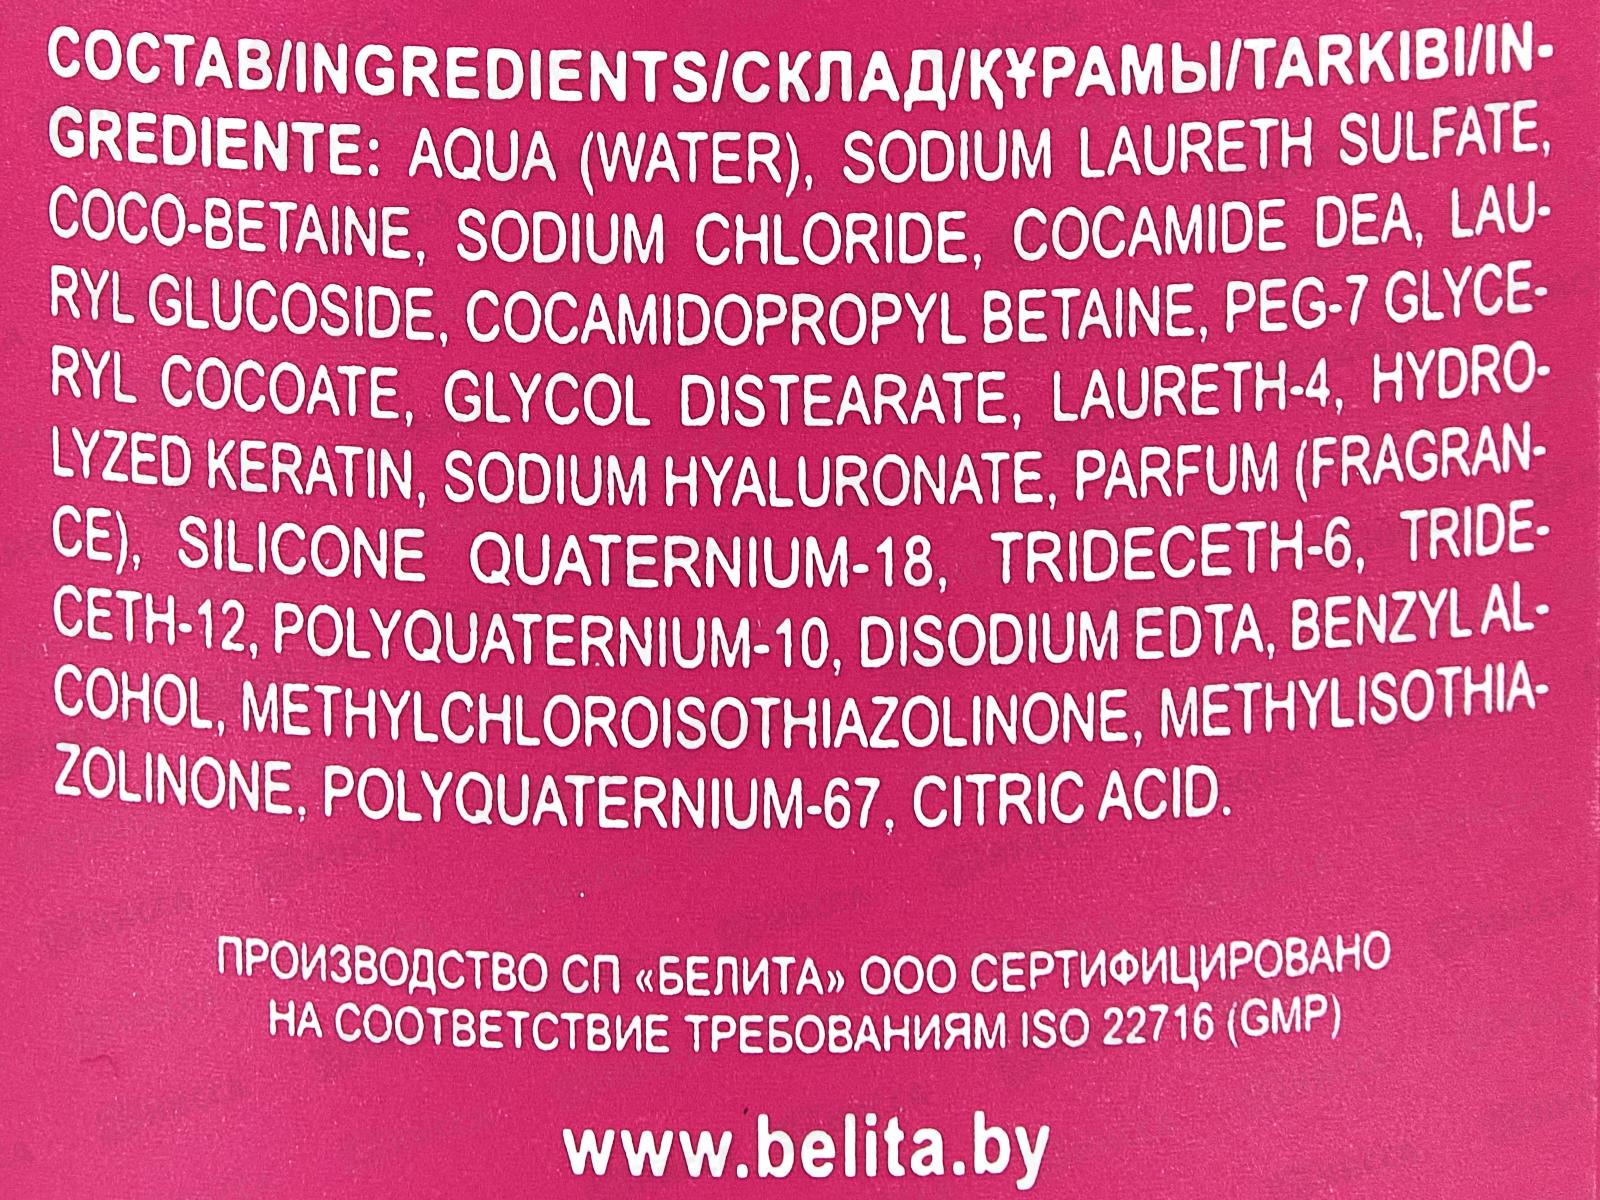 СОСТАВ/INGREDIENTS/СКЛАД/ҚҰРАМЫ/TARKIBI/IN-
GREDIENTE: AQUA (WATER), SODIUM LAURETH SULFATE,
COCO-BETAINE, SODIUM CHLORIDE, COCAMIDE DEA, LAU-
RYL GLUCOSIDE, COCAMIDOPROPYL BETAINE, PEG-7 GLYCE-
RYL COCOATE, GLYCOL DISTEARATE, LAURETH-4, HYDRO-
LYZED KERATIN, SODIUM HYALURONATE, PARFUM (FRAGRAN-
CE), SILICONE QUATERNIUM-18, TRIDECETH-6, TRIDE-
CETH-12, POLYQUATERNIUM-10, DISODIUM EDTA, BENZYL AL-
COHOL, METHYLCHLOROISOTHIAZOLINONE, METHYLISOTHIA-
ZOLINONE, POLYQUATERNIUM-67, CITRIC ACID.
ПРОИЗВОДСТВО СП «БЕЛИТА» ООО СЕРТИФИЦИРОВАНО
НА СООТВЕТСТВИЕ ТРЕБОВАНИЯМ ISO 22716 (GMP)
www.belita.by